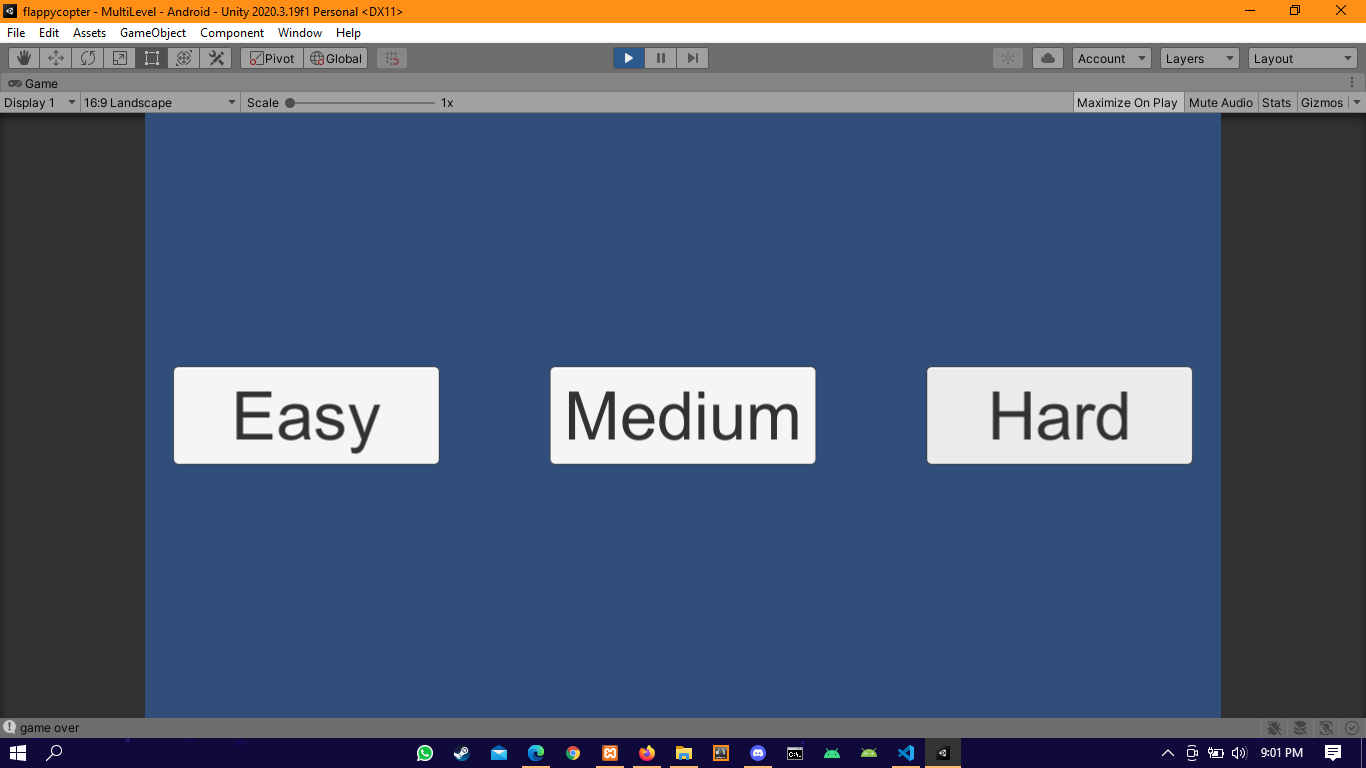 flappycopter - MultiLevel - Android - Unity 2020.3.19f1 Personal <DX11>
File Edit Assets GameObject Component Window Help
Pivot Global Account Layers Layout
Game
Display 1 16:9 Landscape Scale 1x Maximize On Play Mute Audio Stats Gizmos
Easy Medium Hard
game over
9:01 PM